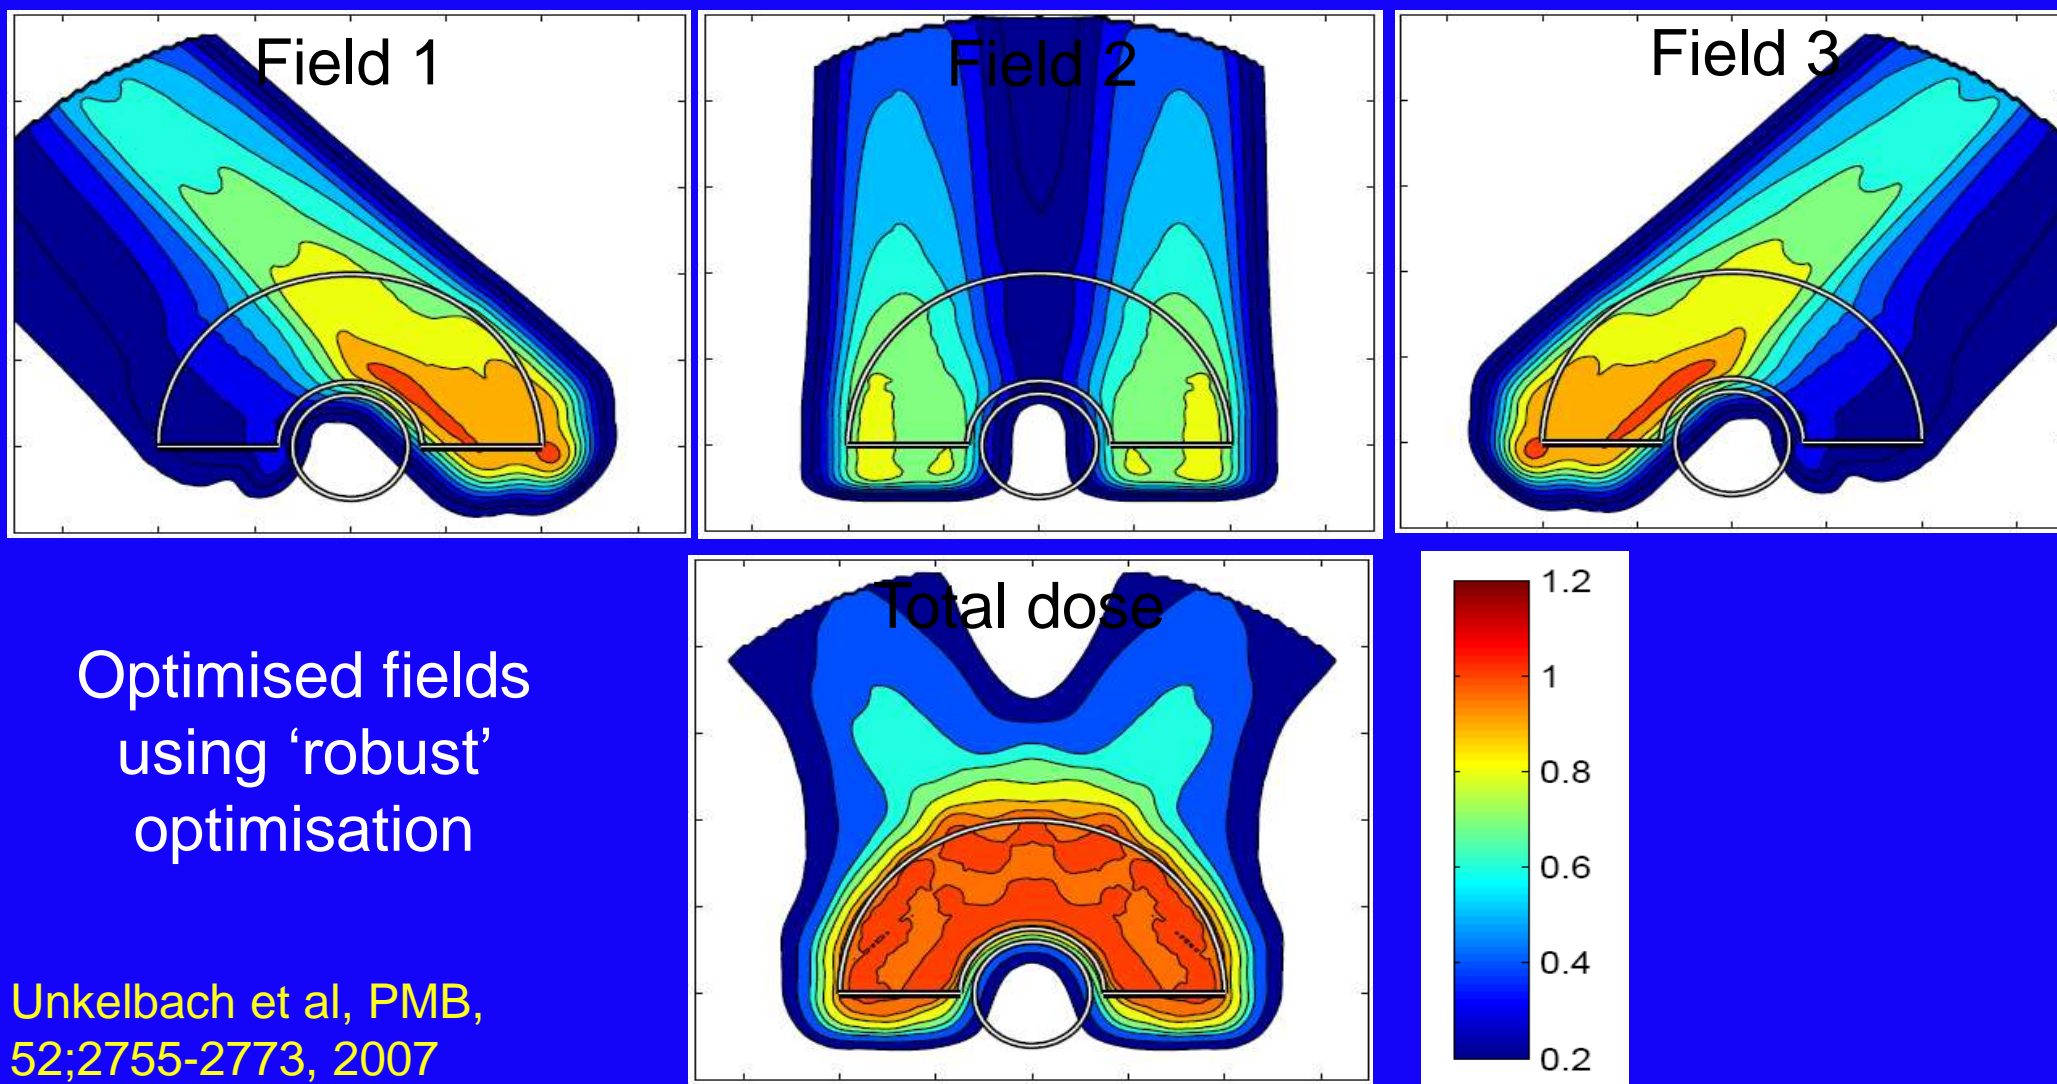 Field 1
Field 2
Field 3
Total dose
Optimised fields
using ‘robust’
optimisation
Unkelbach et al, PMB,
52;2755-2773, 2007
1.2
1
0.8
0.6
0.4
0.2